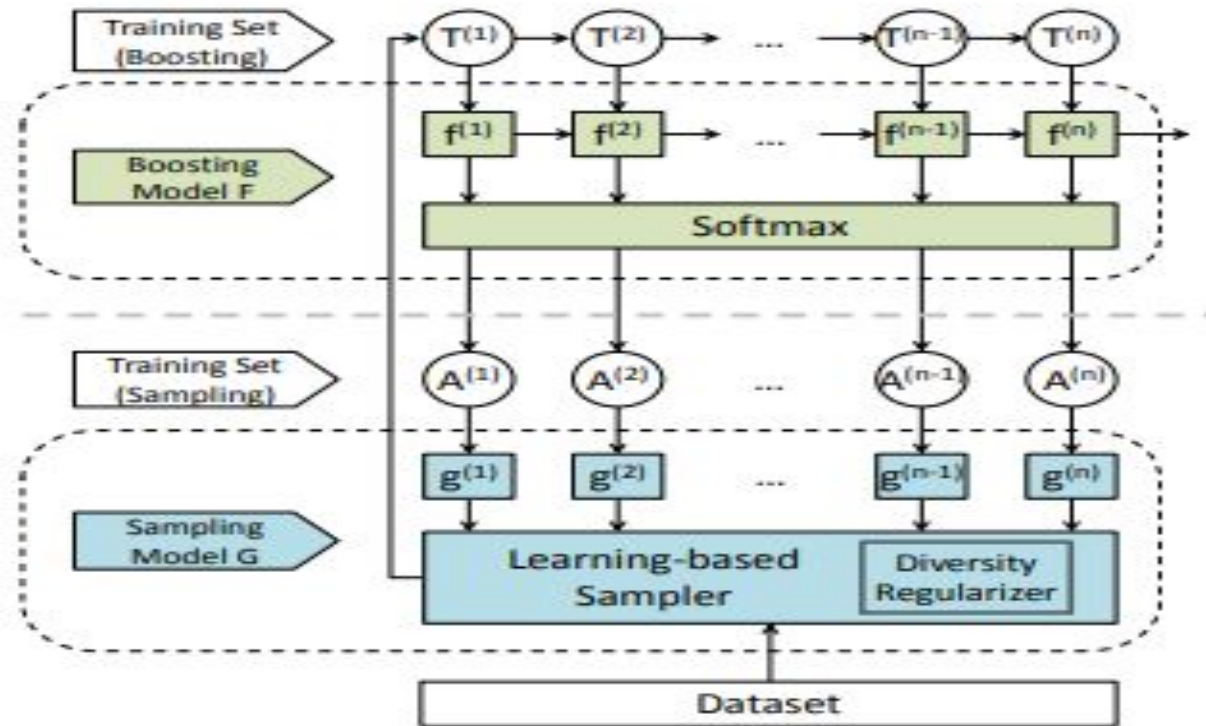 Training Set
(Boosting)
T(1) T(2) ... T(n-1) T(n)
f(1) f(2) ... f(n-1) f(n)
Boosting
Model F
Softmax
Training Set
(Sampling)
A(1) A(2) ... A(n-1) A(n)
g(1) g(2) ... g(n-1) g(n)
Sampling
Model G
Learning-based
Sampler
Diversity
Regularizer
Dataset